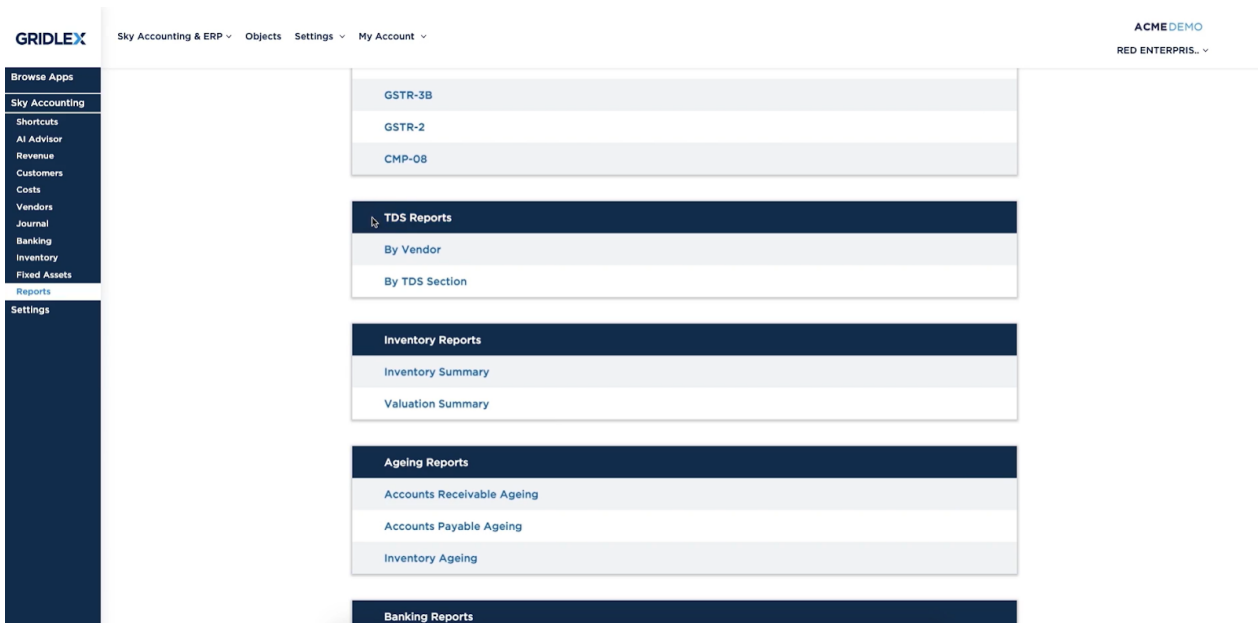 GRIDLEX
Sky Accounting & ERP Objects Settings My Account
ACMEDEMO
RED ENTERPRIS..
Browse Apps
Sky Accounting
Shortcuts
AI Advisor
Revenue
Customers
Costs
Vendors
Journal
Banking
Inventory
Fixed Assets
Reports
Settings
GSTR-3B
GSTR-2
CMP-08
TDS Reports
By Vendor
By TDS Section
Inventory Reports
Inventory Summary
Valuation Summary
Ageing Reports
Accounts Receivable Ageing
Accounts Payable Ageing
Inventory Ageing
Banking Reports